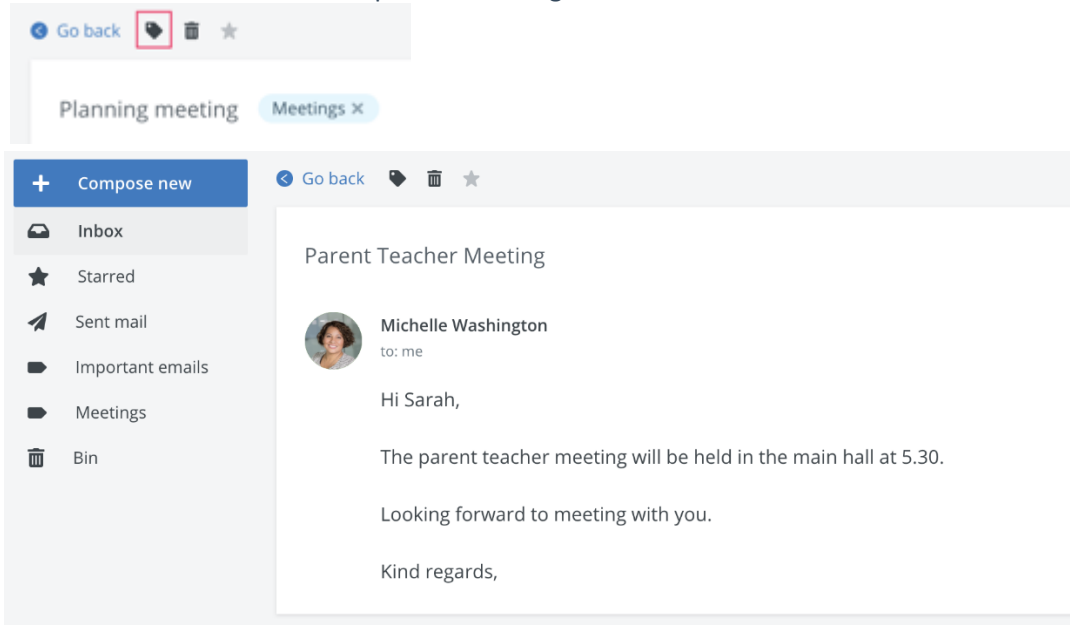 Go back
Planning meeting Meetings ×
Compose new
Go back
Inbox
Parent Teacher Meeting
Starred
Sent mail
Michelle Washington
to: me
Important emails
Hi Sarah,
Meetings
Bin
The parent teacher meeting will be held in the main hall at 5.30.
Looking forward to meeting with you.
Kind regards,